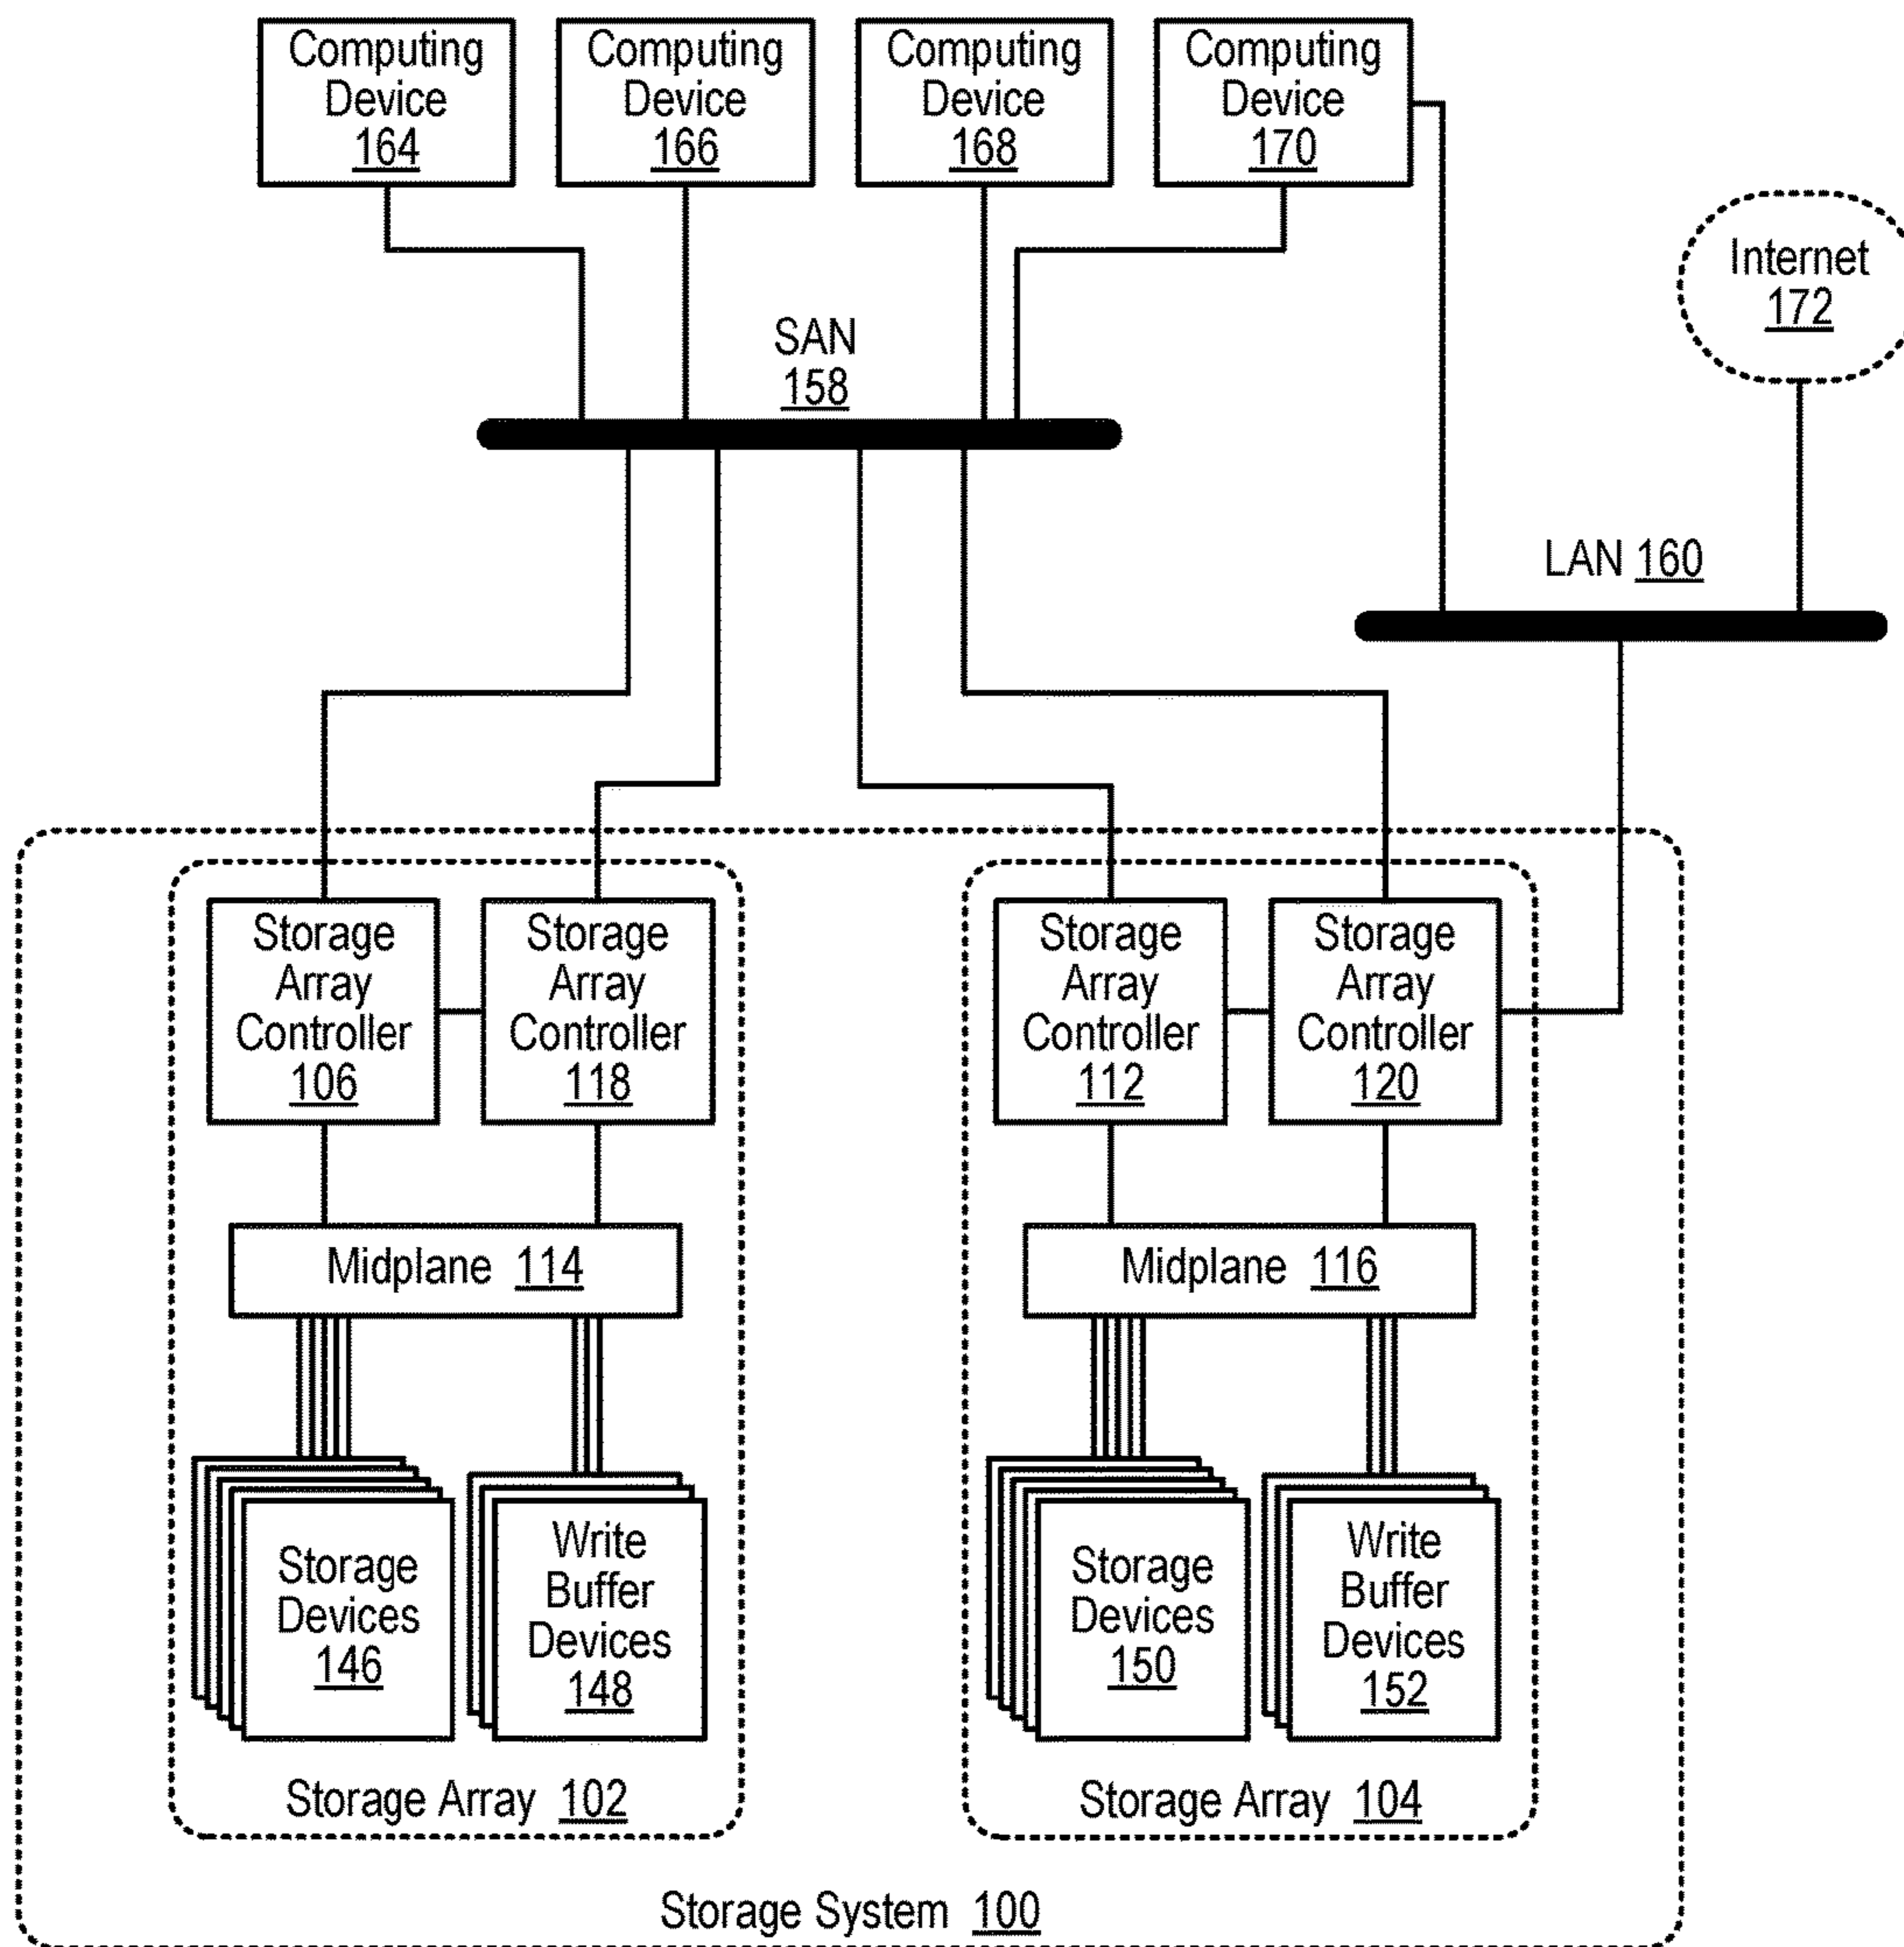 Computing
Device
164
Computing
Device
166
Computing
Device
168
Computing
Device
170
Internet
172
SAN
158
LAN 160
Storage
Array
Controller
106
Storage
Array
Controller
118
Storage
Array
Controller
112
Storage
Array
Controller
120
Midplane 114
Midplane 116
Storage
Devices
146
Write
Buffer
Devices
148
Storage
Devices
150
Write
Buffer
Devices
152
Storage Array 102
Storage Array 104
Storage System 100